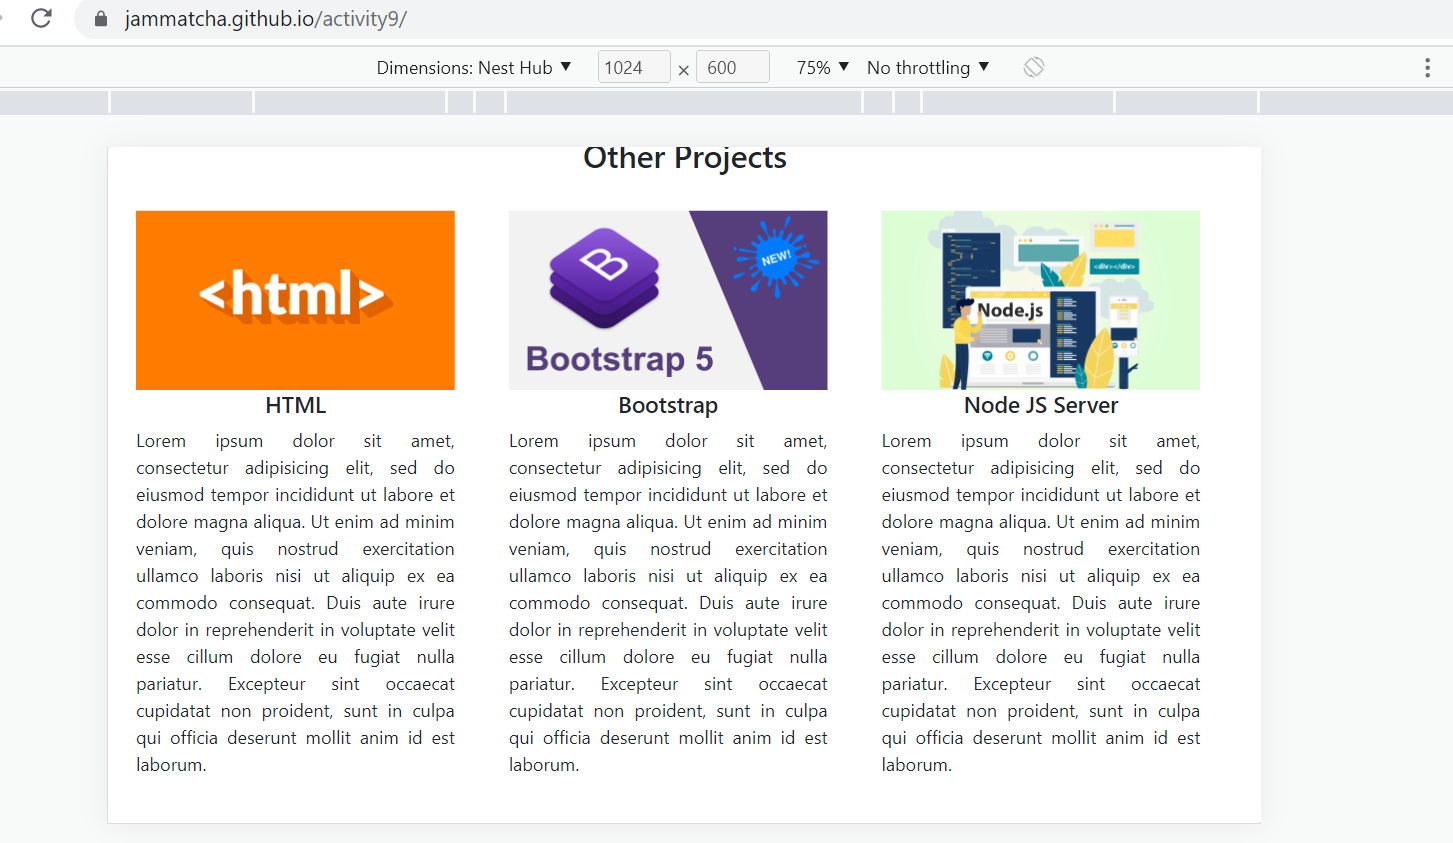 jammatcha.github.io/activity9/
Dimensions: Nest Hub ▼ 1024 × 600 75% ▼ No throttling ▼
Other Projects
<html>
B
NEW!
Bootstrap 5
<div></div>
Node.js
HTML
Lorem ipsum dolor sit amet,
consectetur adipisicing elit, sed do
eiusmod tempor incididunt ut labore et
dolore magna aliqua. Ut enim ad minim
veniam, quis nostrud exercitation
ullamco laboris nisi ut aliquip ex ea
commodo consequat. Duis aute irure
dolor in reprehenderit in voluptate velit
esse cillum dolore eu fugiat nulla
pariatur. Excepteur sint occaecat
cupidatat non proident, sunt in culpa
qui officia deserunt mollit anim id est
laborum.
Bootstrap
Lorem ipsum dolor sit amet,
consectetur adipisicing elit, sed do
eiusmod tempor incididunt ut labore et
dolore magna aliqua. Ut enim ad minim
veniam, quis nostrud exercitation
ullamco laboris nisi ut aliquip ex ea
commodo consequat. Duis aute irure
dolor in reprehenderit in voluptate velit
esse cillum dolore eu fugiat nulla
pariatur. Excepteur sint occaecat
cupidatat non proident, sunt in culpa
qui officia deserunt mollit anim id est
laborum.
Node JS Server
Lorem ipsum dolor sit amet,
consectetur adipisicing elit, sed do
eiusmod tempor incididunt ut labore et
dolore magna aliqua. Ut enim ad minim
veniam, quis nostrud exercitation
ullamco laboris nisi ut aliquip ex ea
commodo consequat. Duis aute irure
dolor in reprehenderit in voluptate velit
esse cillum dolore eu fugiat nulla
pariatur. Excepteur sint occaecat
cupidatat non proident, sunt in culpa
qui officia deserunt mollit anim id est
laborum.